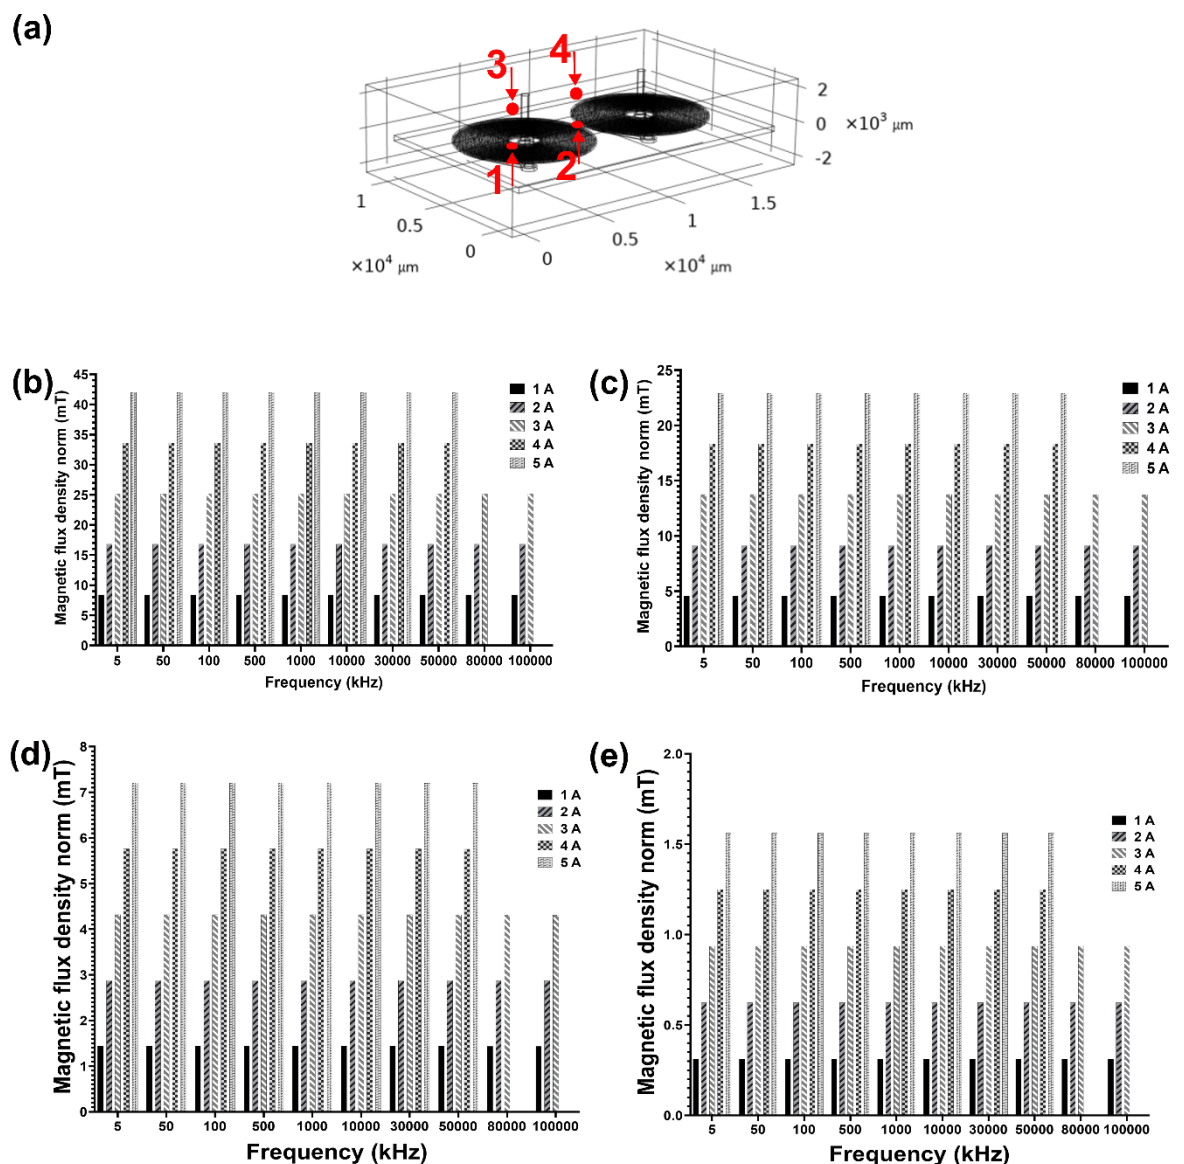 (a)
3
4
1
2
2
0
-2
×10³ µm
1
0.5
0
×10⁴ µm
0
0.5
1
1.5
×10⁴ µm
(b)
Magnetic flux density norm (mT)
45
40
35
30
25
20
15
10
5
0
1 A
2 A
3 A
4 A
5 A
5 50 100 500 1000 10000 30000 50000 80000 100000
Frequency (kHz)
(c)
Magnetic flux density norm (mT)
25
20
15
10
5
0
1 A
2 A
3 A
4 A
5 A
5 50 100 500 1000 10000 30000 50000 80000 100000
Frequency (kHz)
(d)
Magnetic flux density norm (mT)
8
7
6
5
4
3
2
1
0
1 A
2 A
3 A
4 A
5 A
5 50 100 500 1000 10000 30000 50000 80000 100000
Frequency (kHz)
(e)
Magnetic flux density norm (mT)
2.0
1.5
1.0
0.5
0.0
1 A
2 A
3 A
4 A
5 A
5 50 100 500 1000 10000 30000 50000 80000 100000
Frequency (kHz)